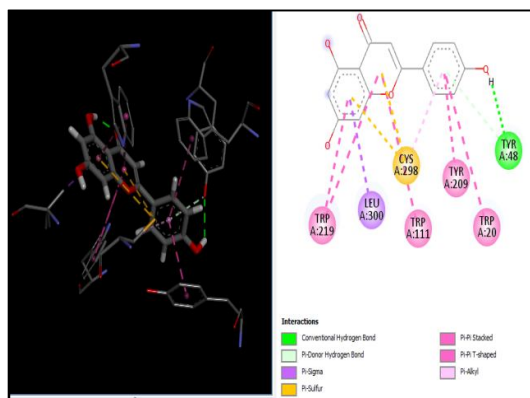 O
O
O
H
O
O
CYS
A:298
TYR
A:48
TYR
A:209
LEU
A:300
TRP
A:219
TRP
A:111
TRP
A:20
Interactions
Conventional Hydrogen Bond
Pi-Donor Hydrogen Bond
Pi-Sigma
Pi-Sulfur
Pi-Pi Stacked
Pi-Pi T-shaped
Pi-Alkyl